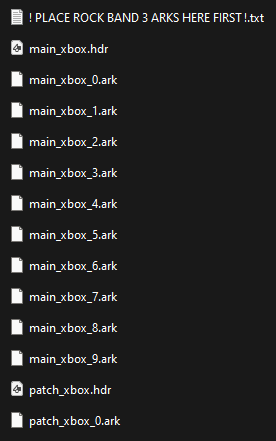 ! PLACE ROCK BAND 3 ARKS HERE FIRST !.txt
main_xbox.hdr
main_xbox_0.ark
main_xbox_1.ark
main_xbox_2.ark
main_xbox_3.ark
main_xbox_4.ark
main_xbox_5.ark
main_xbox_6.ark
main_xbox_7.ark
main_xbox_8.ark
main_xbox_9.ark
patch_xbox.hdr
patch_xbox_0.ark